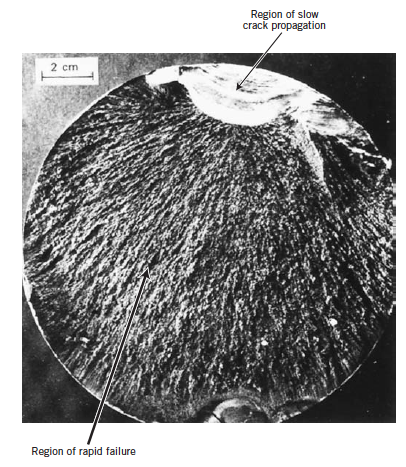 Region of slow
crack propagation
2 cm
Region of rapid failure